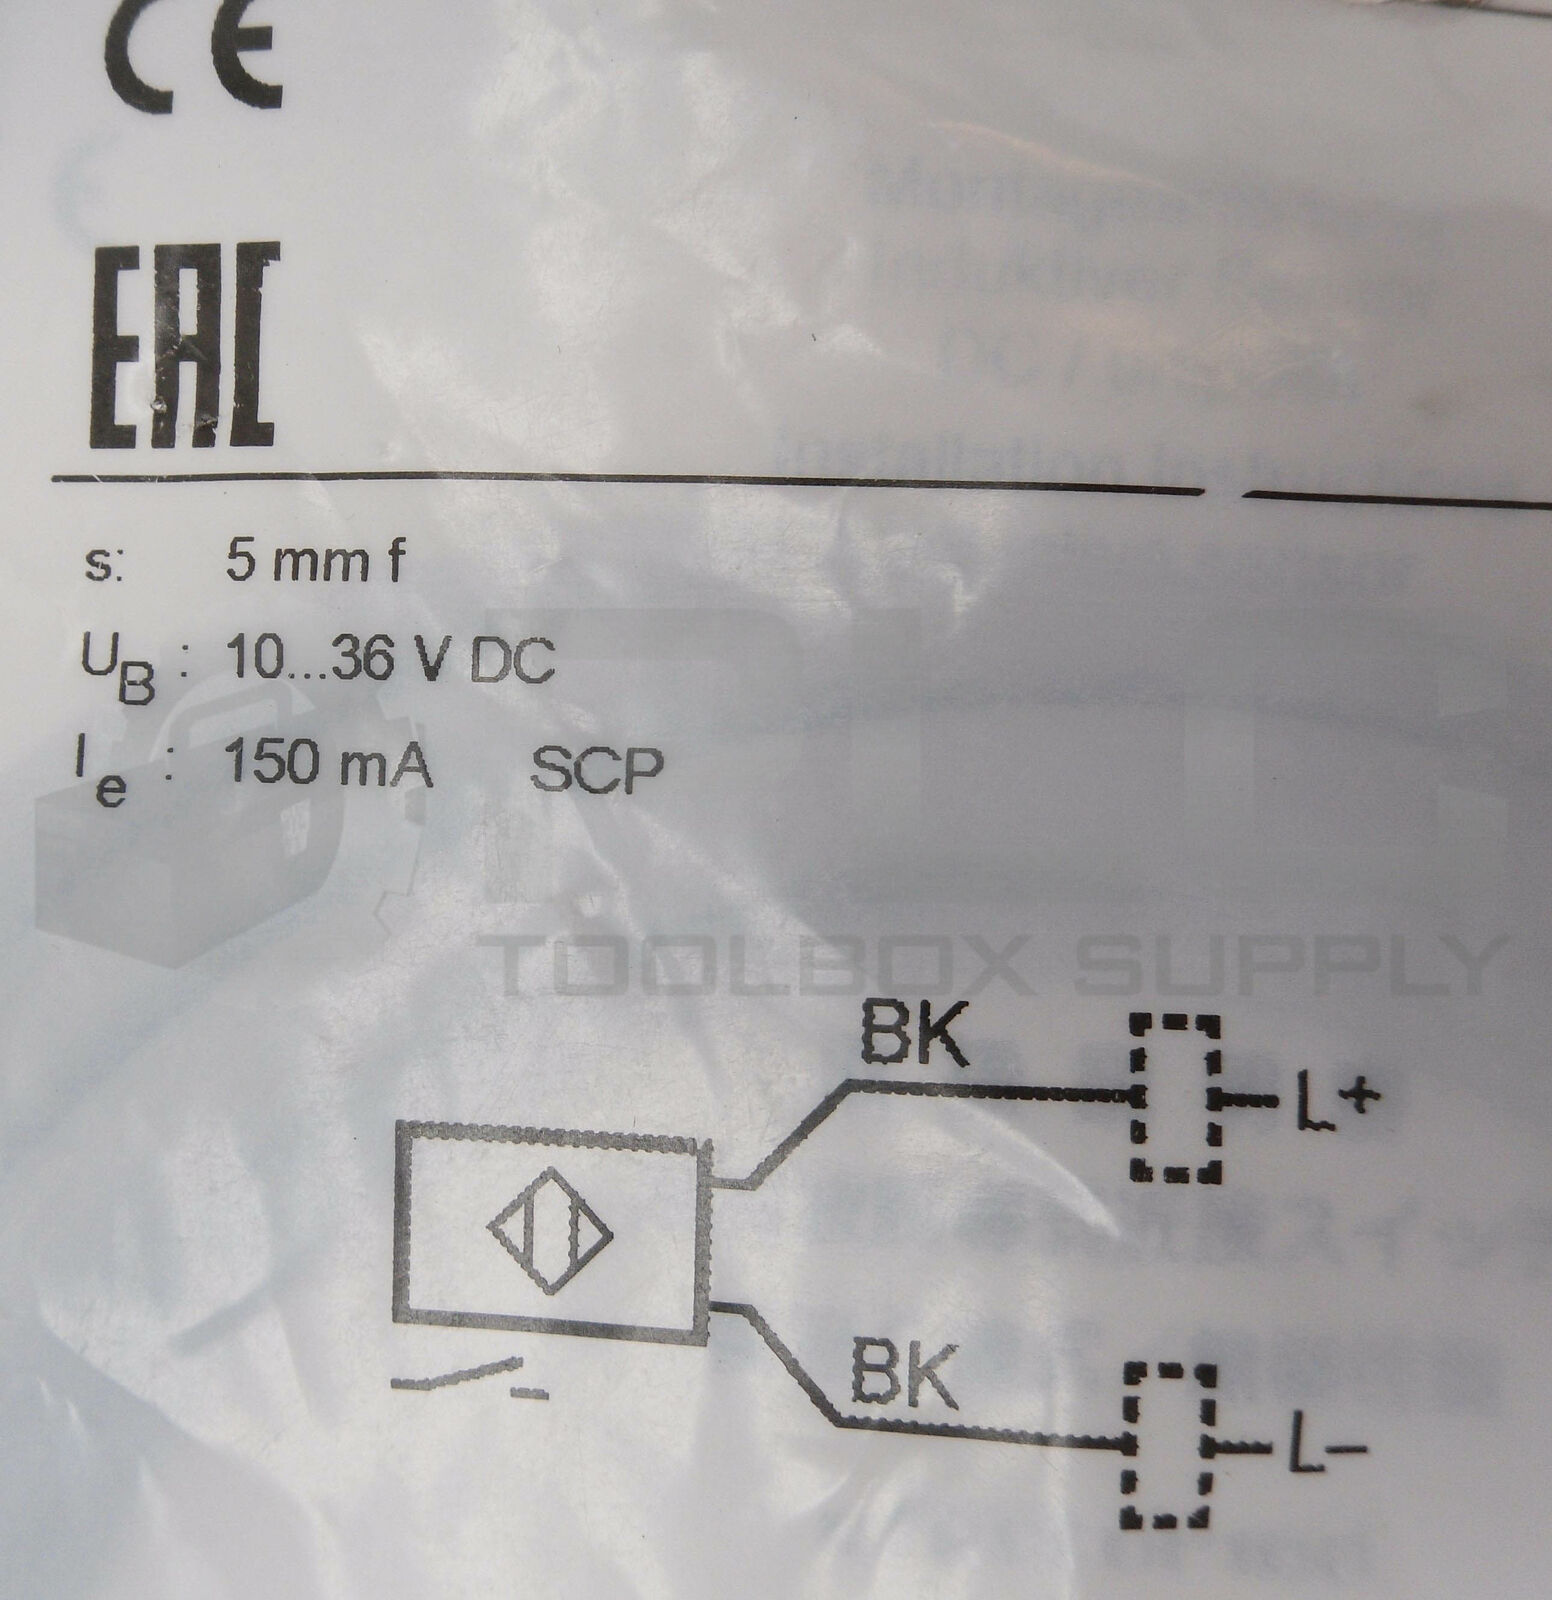 CE
EAC
s: 5 mm f
UB : 10...36 V DC
Ie : 150 mA SCP
TOOLBOX SUPPLY
BK
L+
BK
L−